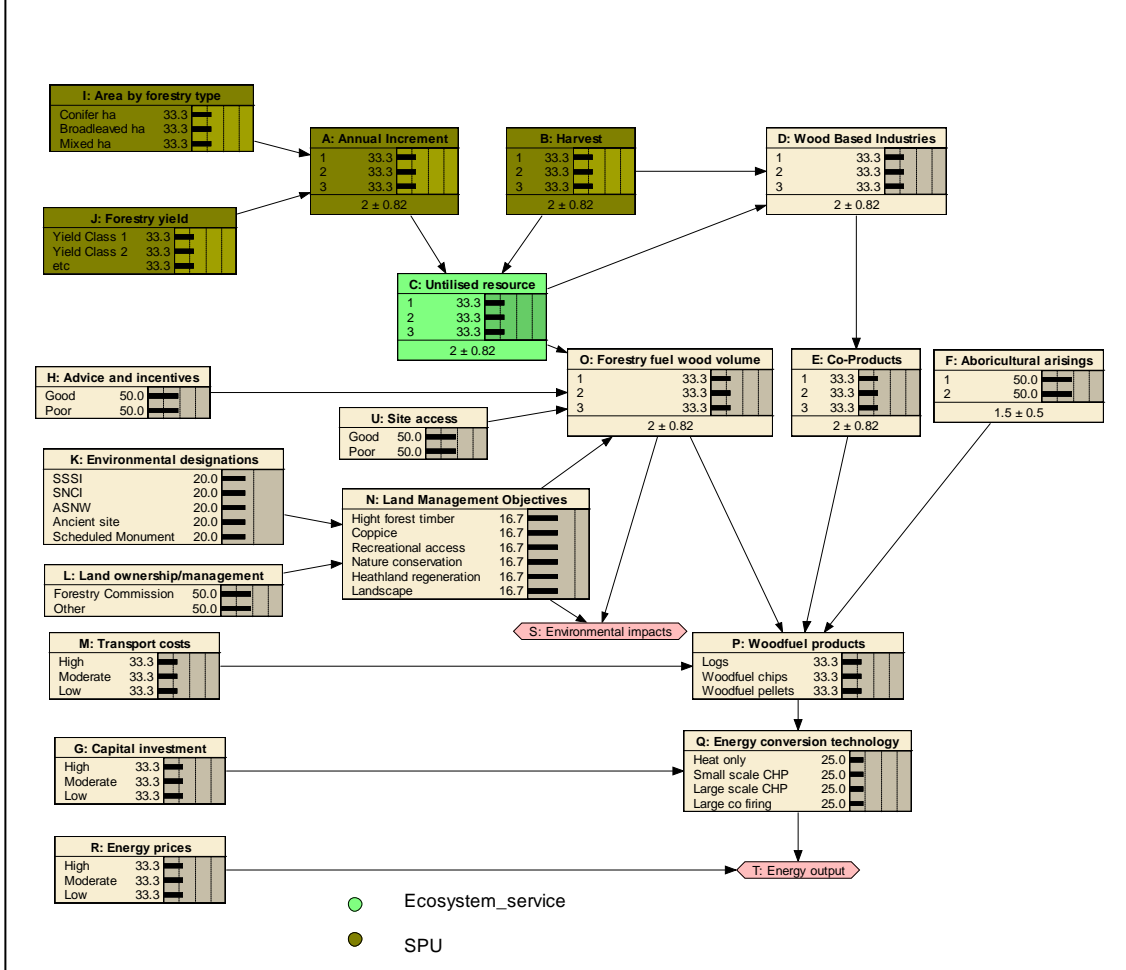 I: Area by forestry type
Conifer ha 33.3
Broadleaved ha 33.3
Mixed ha 33.3
A: Annual Increment
1 33.3
2 33.3
3 33.3
2 ± 0.82
B: Harvest
1 33.3
2 33.3
3 33.3
2 ± 0.82
D: Wood Based Industries
1 33.3
2 33.3
3 33.3
2 ± 0.82
J: Forestry yield
Yield Class 1 33.3
Yield Class 2 33.3
etc 33.3
C: Untilised resource
1 33.3
2 33.3
3 33.3
2 ± 0.82
H: Advice and incentives
Good 50.0
Poor 50.0
O: Forestry fuel wood volume
1 33.3
2 33.3
3 33.3
2 ± 0.82
E: Co-Products
1 33.3
2 33.3
3 33.3
2 ± 0.82
F: Aboricultural arisings
1 50.0
2 50.0
1.5 ± 0.5
U: Site access
Good 50.0
Poor 50.0
K: Environmental designations
SSSI 20.0
SNCI 20.0
ASNW 20.0
Ancient site 20.0
Scheduled Monument 20.0
N: Land Management Objectives
Hight forest timber 16.7
Coppice 16.7
Recreational access 16.7
Nature conservation 16.7
Heathland regeneration 16.7
Landscape 16.7
L: Land ownership/management
Forestry Commission 50.0
Other 50.0
S: Environmental impacts
M: Transport costs
High 33.3
Moderate 33.3
Low 33.3
P: Woodfuel products
Logs 33.3
Woodfuel chips 33.3
Woodfuel pellets 33.3
G: Capital investment
High 33.3
Moderate 33.3
Low 33.3
Q: Energy conversion technology
Heat only 25.0
Small scale CHP 25.0
Large scale CHP 25.0
Large co firing 25.0
R: Energy prices
High 33.3
Moderate 33.3
Low 33.3
T: Energy output
Ecosystem_service
SPU